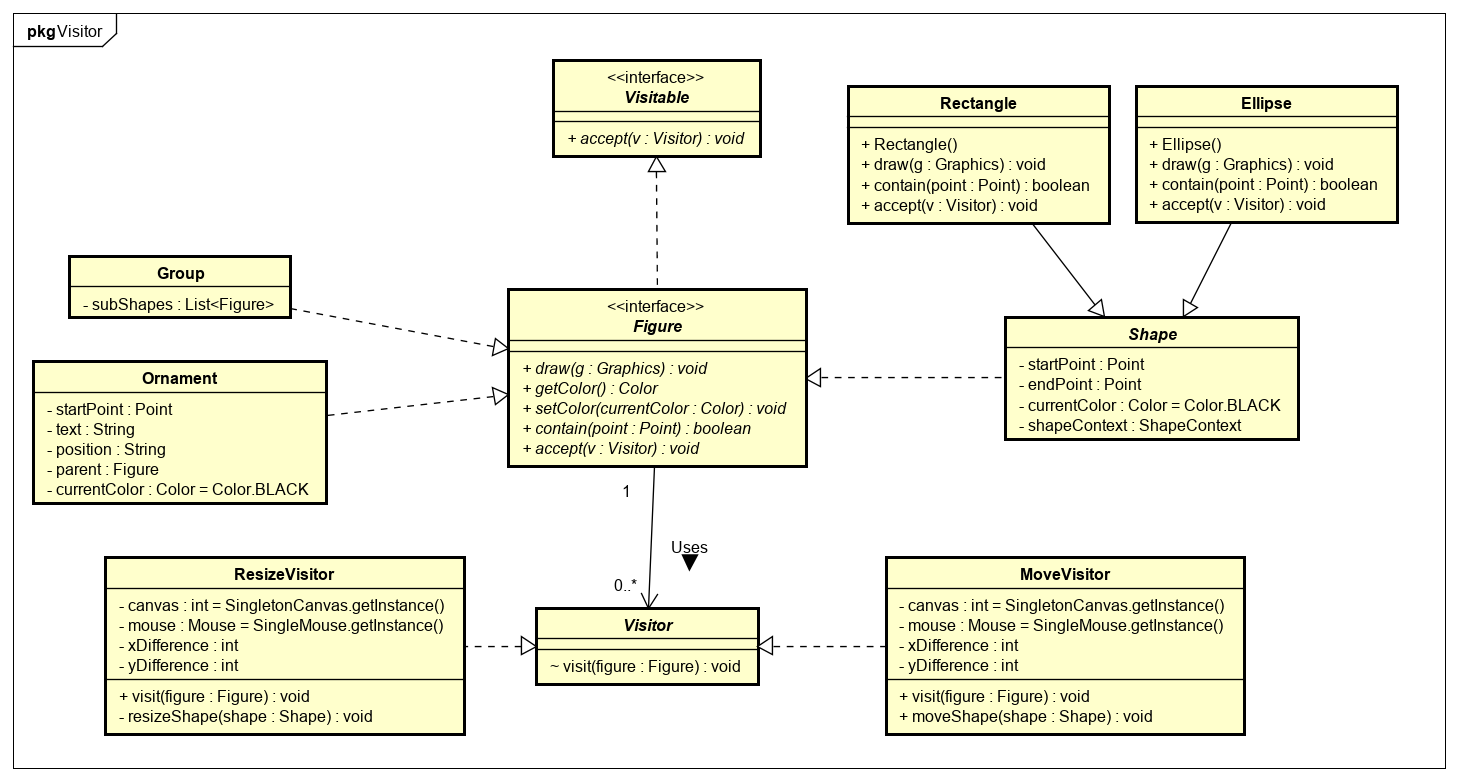 pkg Visitor
<<interface>>
Visitable
+ accept(v : Visitor) : void
Rectangle
+ Rectangle()
+ draw(g : Graphics) : void
+ contain(point : Point) : boolean
+ accept(v : Visitor) : void
Ellipse
+ Ellipse()
+ draw(g : Graphics) : void
+ contain(point : Point) : boolean
+ accept(v : Visitor) : void
Group
- subShapes : List<Figure>
<<interface>>
Figure
+ draw(g : Graphics) : void
+ getColor() : Color
+ setColor(currentColor : Color) : void
+ contain(point : Point) : boolean
+ accept(v : Visitor) : void
Shape
- startPoint : Point
- endPoint : Point
- currentColor : Color = Color.BLACK
- shapeContext : ShapeContext
Ornament
- startPoint : Point
- text : String
- position : String
- parent : Figure
- currentColor : Color = Color.BLACK
1
Uses
0..*
ResizeVisitor
- canvas : int = SingletonCanvas.getInstance()
- mouse : Mouse = SingleMouse.getInstance()
- xDifference : int
- yDifference : int
+ visit(figure : Figure) : void
- resizeShape(shape : Shape) : void
Visitor
~ visit(figure : Figure) : void
MoveVisitor
- canvas : int = SingletonCanvas.getInstance()
- mouse : Mouse = SingleMouse.getInstance()
- xDifference : int
- yDifference : int
+ visit(figure : Figure) : void
+ moveShape(shape : Shape) : void